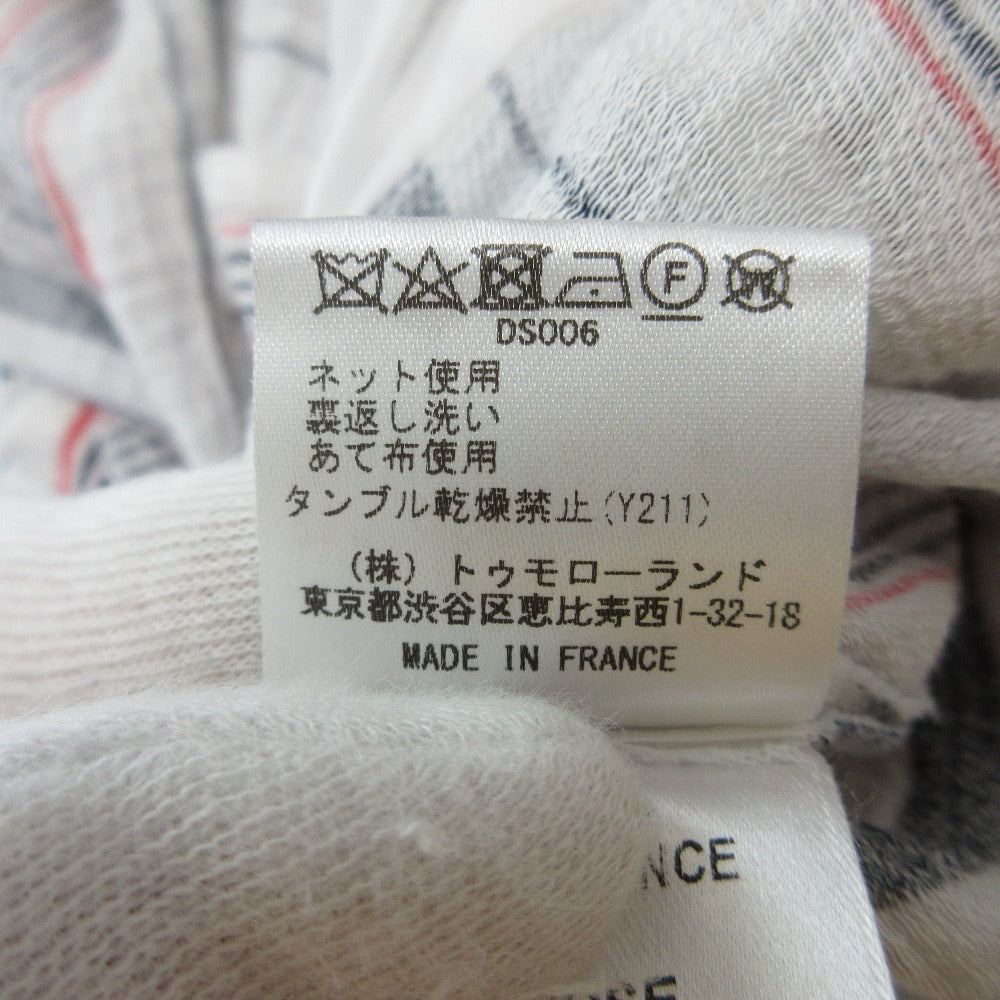 F W
DS006
ネット使用
裏返し洗い
あて布使用
タンブル乾燥禁止(Y211)
(株)トゥモローランド
東京都渋谷区恵比寿西1-32-18
MADE IN FRANCE
NCE